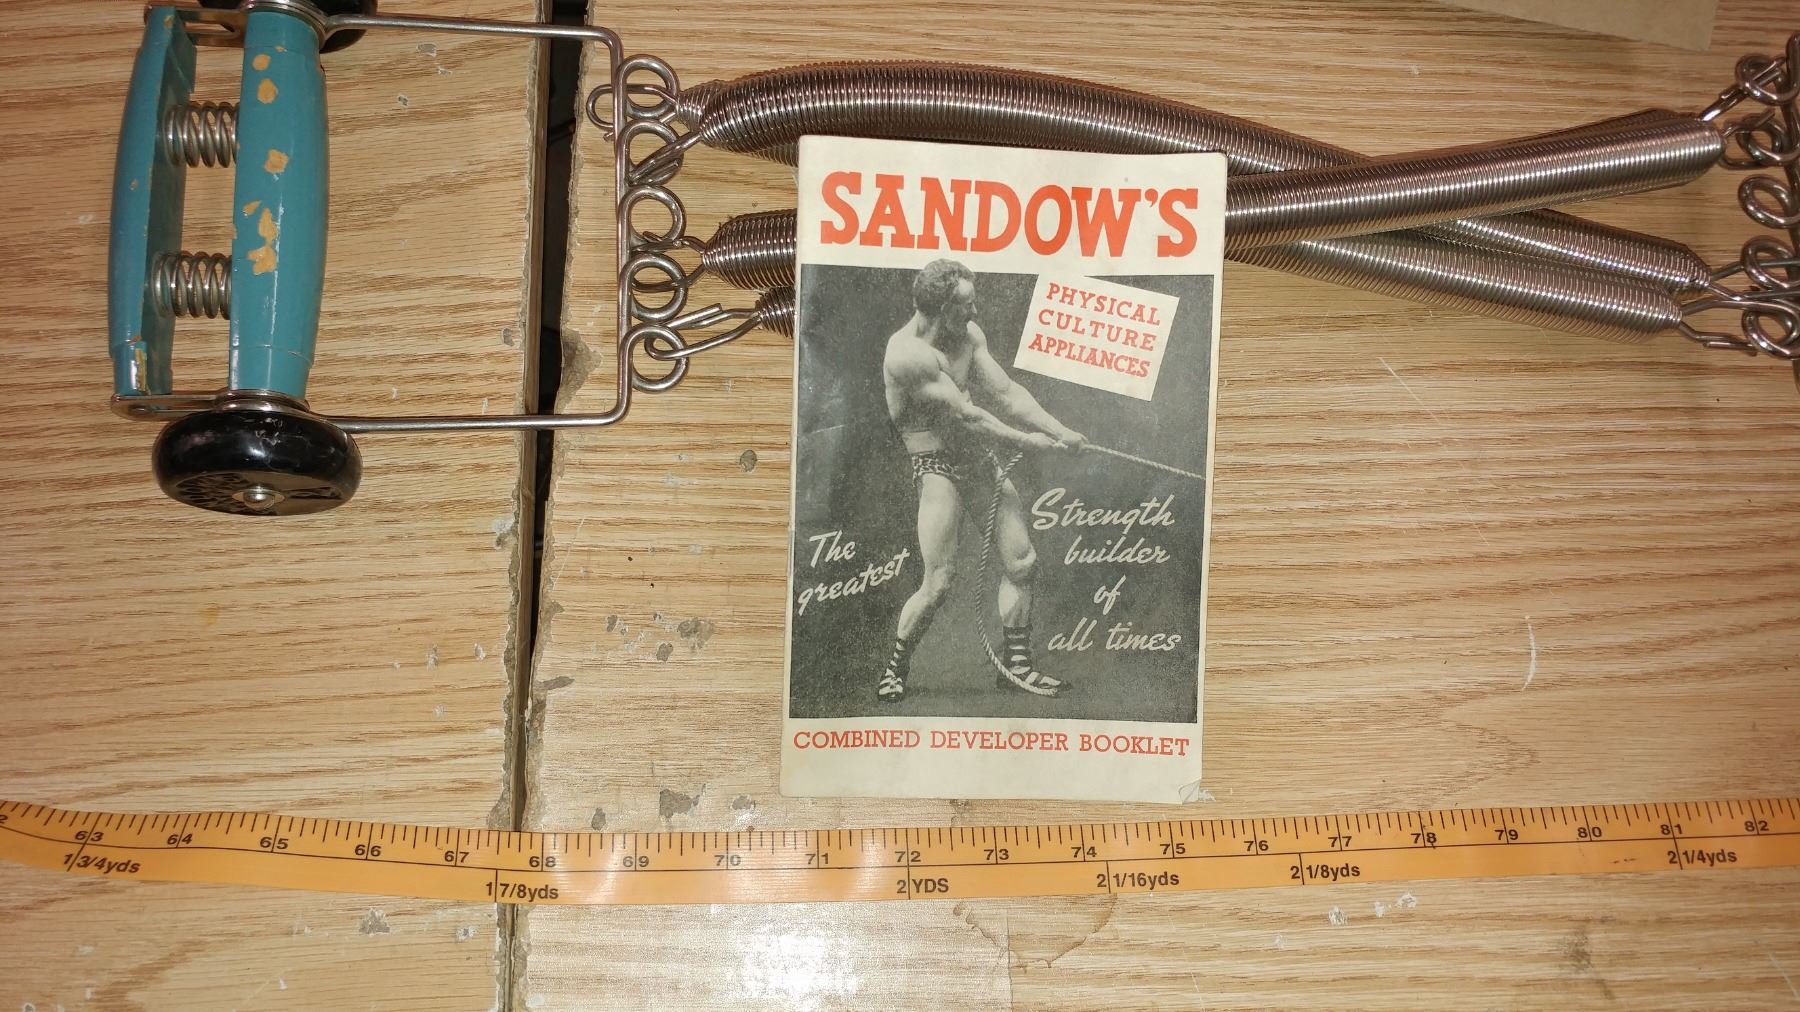 SANDOW'S
PHYSICAL
CULTURE
APPLIANCES
The
greatest
Strength
builder
of
all times
COMBINED DEVELOPER BOOKLET
63 64 65 66 67 68 69 70 71 72 73 74 75 76 77 78 79 80 81 82
1 3/4yds 1 7/8yds 2 YDS 2 1/16yds 2 1/8yds 2 1/4yds